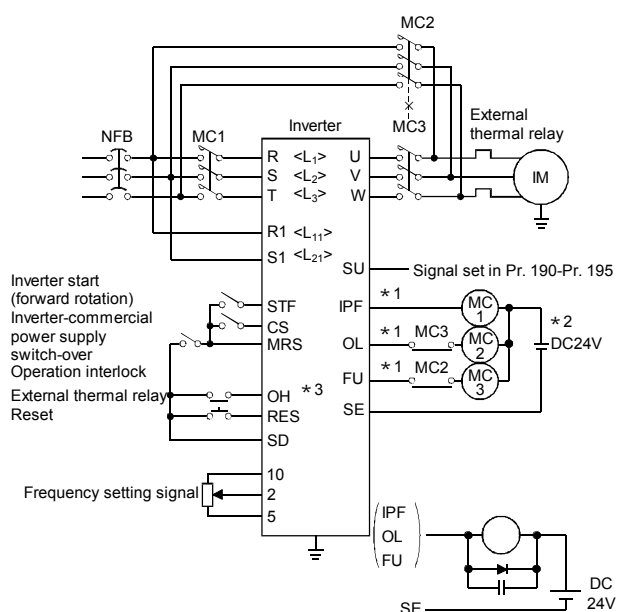 MC2
NFB
MC1
Inverter
MC3
External
thermal relay
R <L₁> U
S <L₂> V
T <L₃> W
IM
R1 <L₁₁>
S1 <L₂₁>
SU
Signal set in Pr. 190-Pr. 195
Inverter start
(forward rotation)
Inverter-commercial
power supply
switch-over
Operation interlock
External thermal relay
Reset
STF
CS
MRS
OH *3
RES
SD
IPF *1 MC 1
OL *1 MC3 MC 2
FU *1 MC2 MC 3
SE
*2
DC24V
Frequency setting signal
10
2
5
IPF
OL
FU
DC
24V
SE